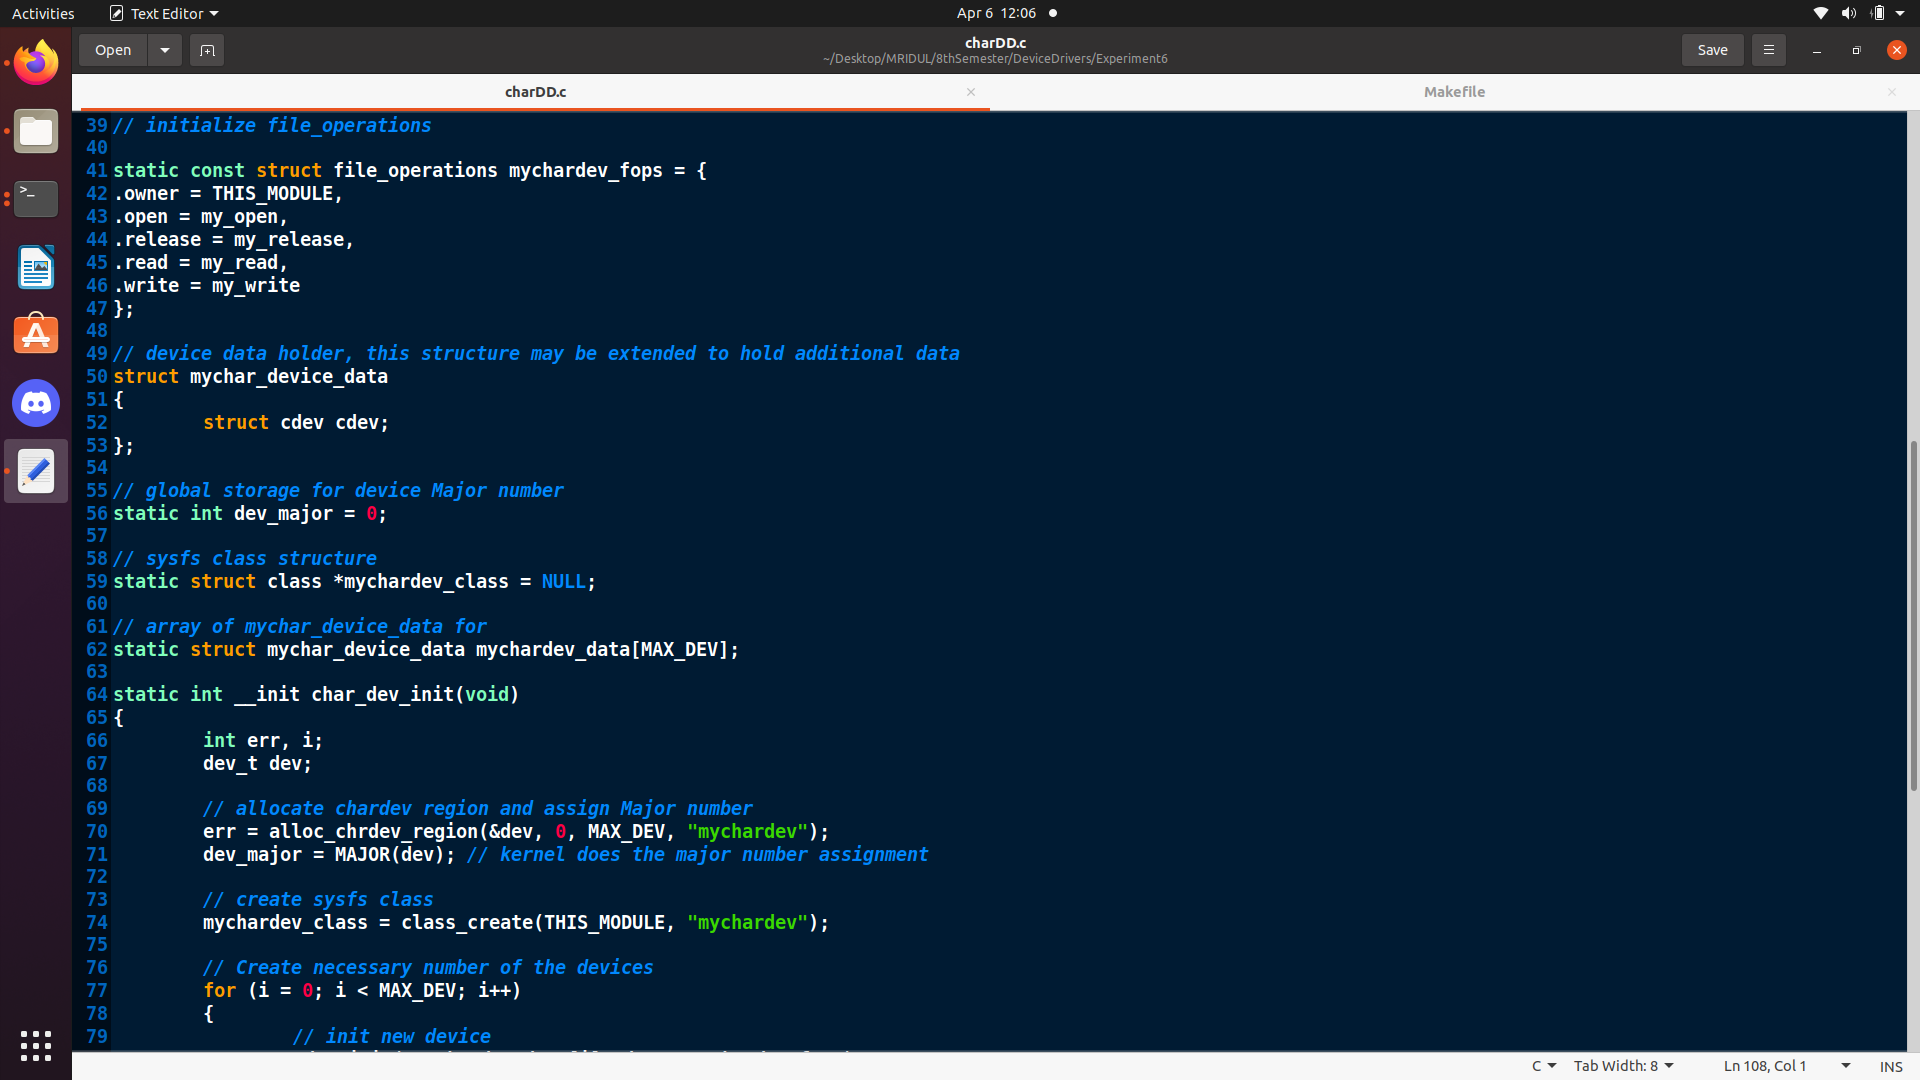 Activities
Text Editor
Apr 6 12:06
Open
charDD.c
~/Desktop/MRIDUL/8thSemester/DeviceDrivers/Experiment6
Save
charDD.c
Makefile
39 // initialize file_operations
40
41 static const struct file_operations mychardev_fops = {
42 .owner = THIS_MODULE,
43 .open = my_open,
44 .release = my_release,
45 .read = my_read,
46 .write = my_write
47 };
48
49 // device data holder, this structure may be extended to hold additional data
50 struct mychar_device_data
51 {
52         struct cdev cdev;
53 };
54
55 // global storage for device Major number
56 static int dev_major = 0;
57
58 // sysfs class structure
59 static struct class *mychardev_class = NULL;
60
61 // array of mychar_device_data for
62 static struct mychar_device_data mychardev_data[MAX_DEV];
63
64 static int __init char_dev_init(void)
65 {
66         int err, i;
67         dev_t dev;
68
69         // allocate chardev region and assign Major number
70         err = alloc_chrdev_region(&dev, 0, MAX_DEV, "mychardev");
71         dev_major = MAJOR(dev); // kernel does the major number assignment
72
73         // create sysfs class
74         mychardev_class = class_create(THIS_MODULE, "mychardev");
75
76         // Create necessary number of the devices
77         for (i = 0; i < MAX_DEV; i++)
78         {
79                 // init new device
C
Tab Width: 8
Ln 108, Col 1
INS